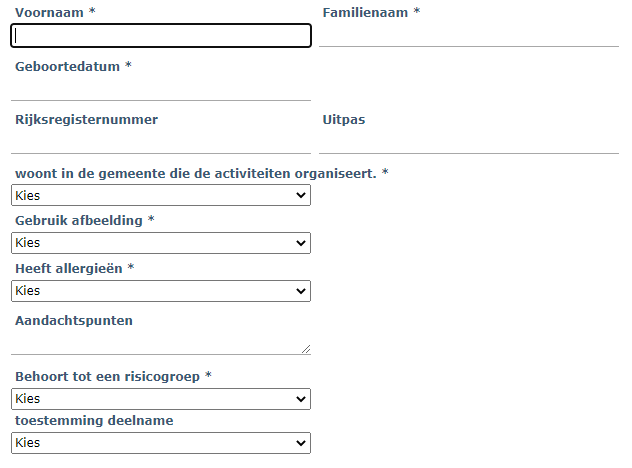 Voornaam * Familienaam *
Geboortedatum *
Rijksregisternummer Uitpas
woont in de gemeente die de activiteiten organiseert. *
Kies
Gebruik afbeelding *
Kies
Heeft allergieën *
Kies
Aandachtspunten
Behoort tot een risicogroep *
Kies
toestemming deelname
Kies